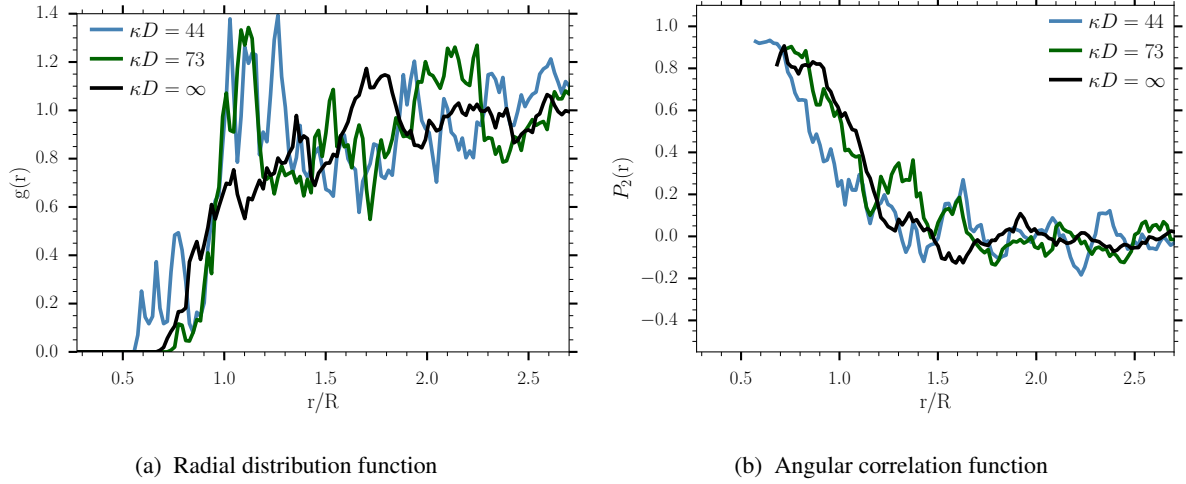 κD = 44
κD = 73
κD = ∞
g(r)
1.4
1.2
1.0
0.8
0.6
0.4
0.2
0.0
0.5 1.0 1.5 2.0 2.5
r/R
(a) Radial distribution function
κD = 44
κD = 73
κD = ∞
P₂(r)
1.0
0.8
0.6
0.4
0.2
0.0
−0.2
−0.4
0.5 1.0 1.5 2.0 2.5
r/R
(b) Angular correlation function